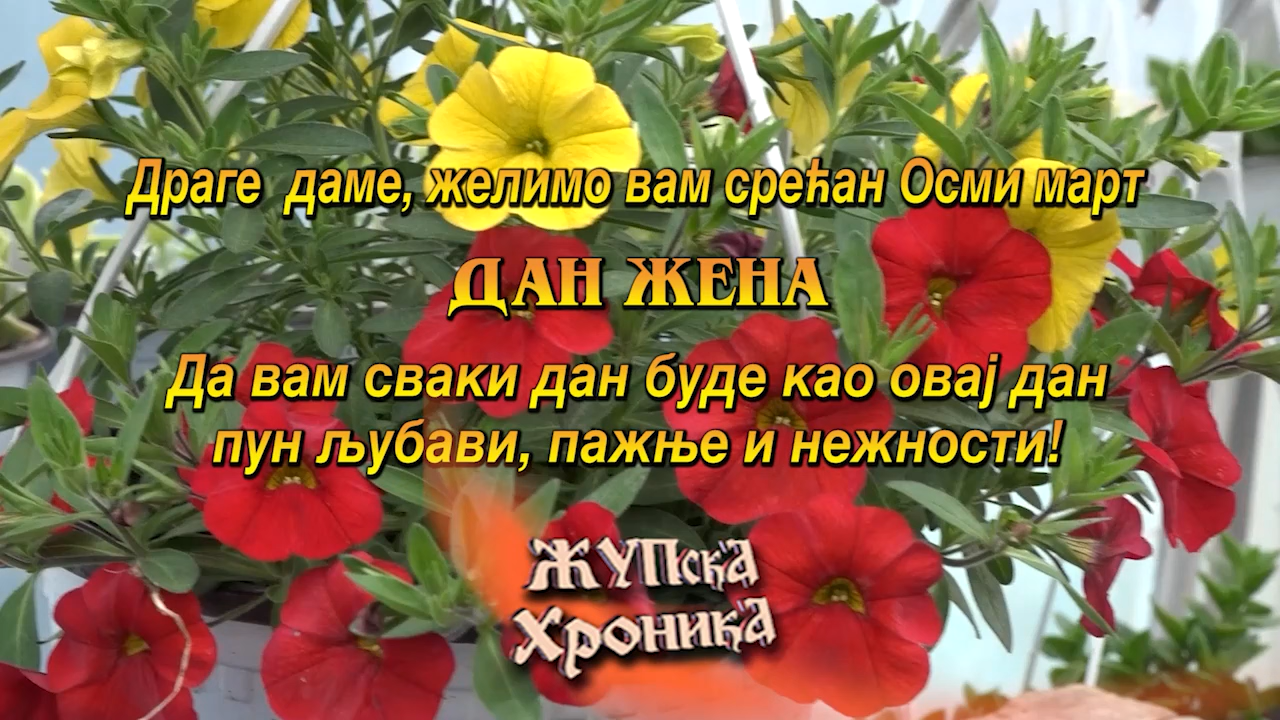 Драге даме, желимо вам срећан Осми март
ДАН ЖЕНА
Да вам сваки дан буде као овај дан
пун љубави, пажње и нежности!
ЖУПска
Хроника